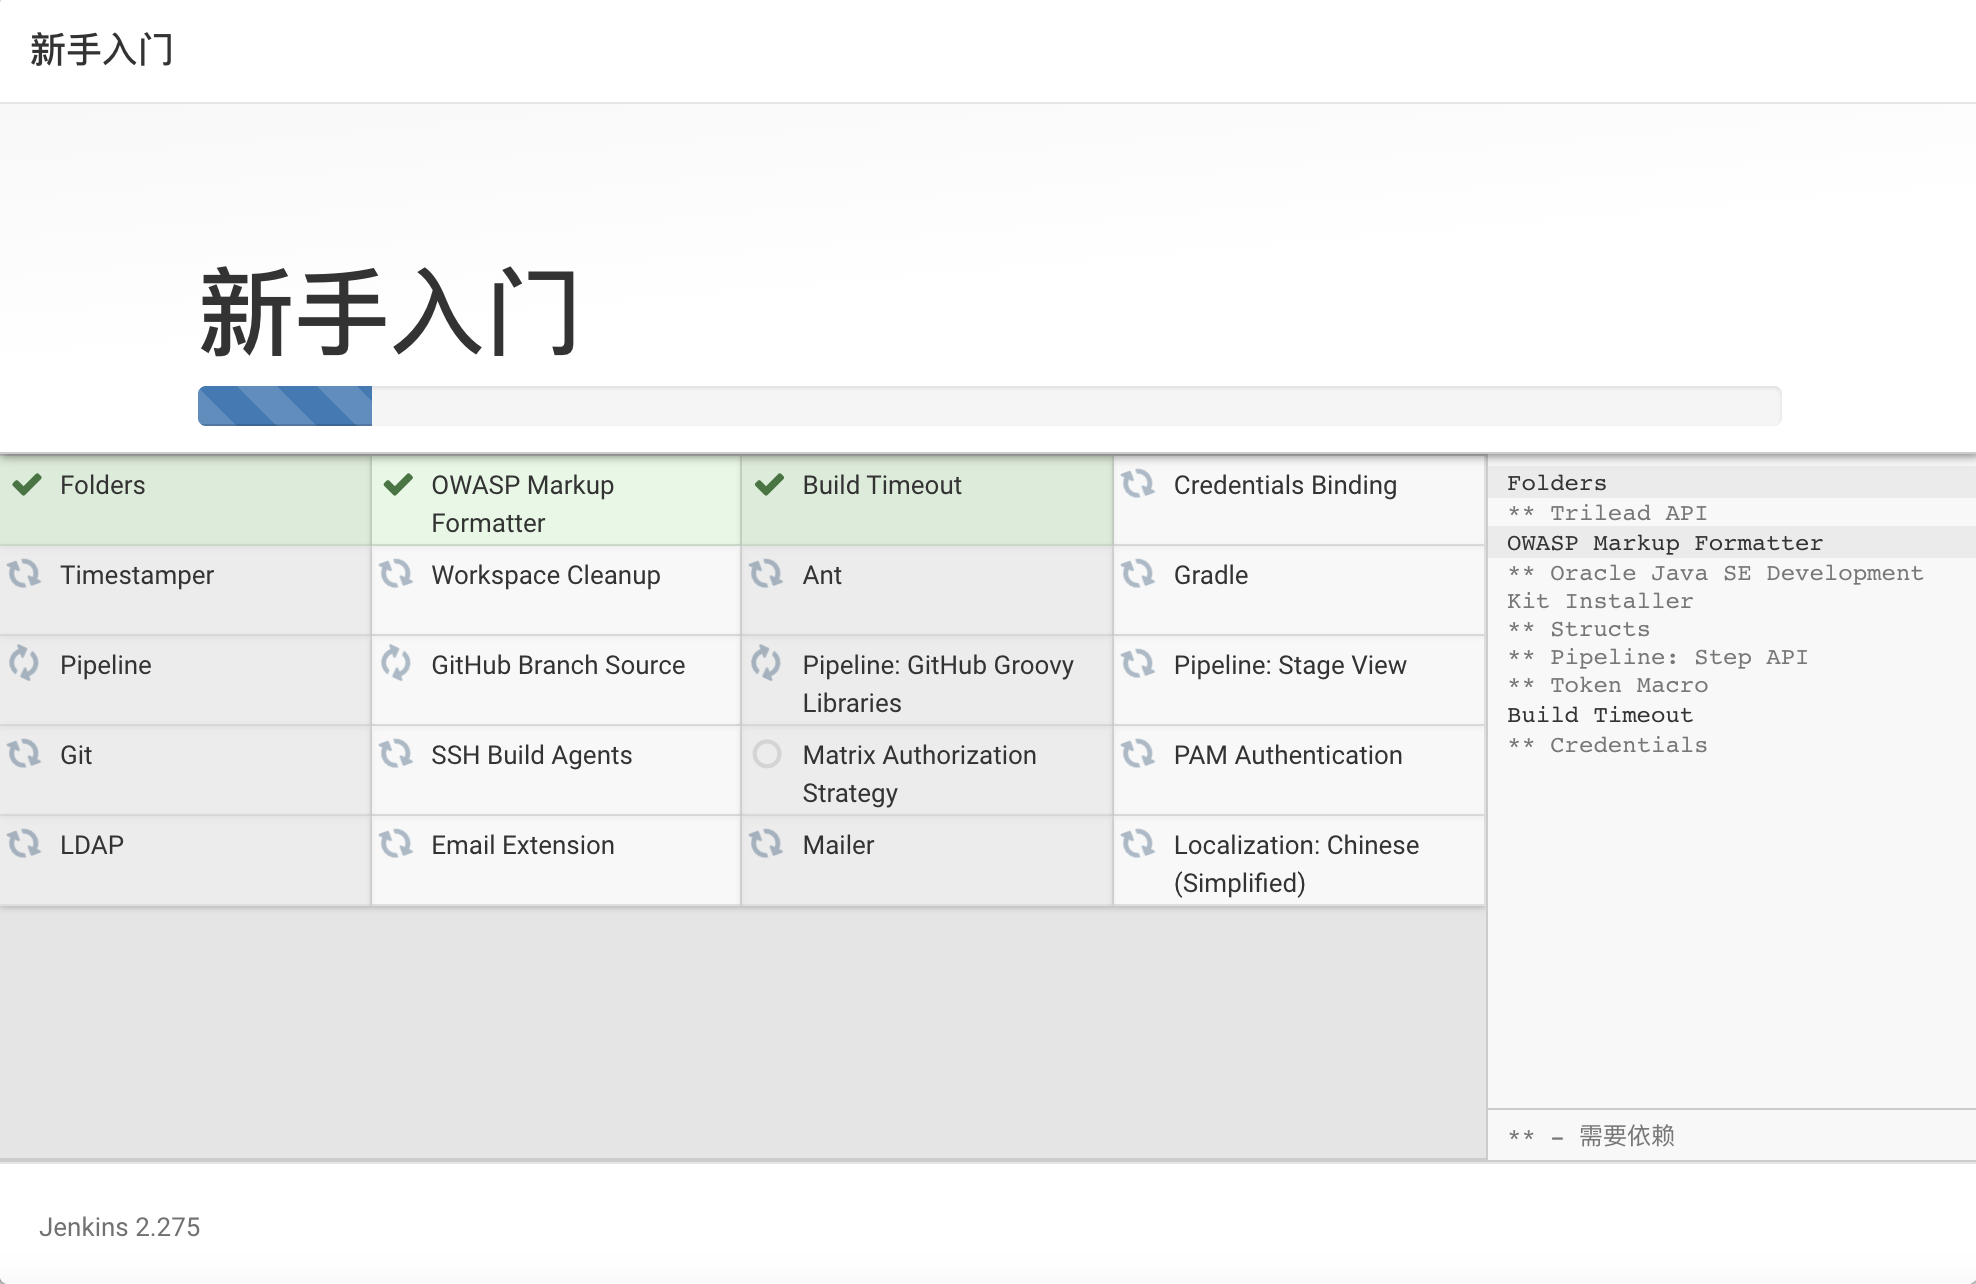 新手入门
新手入门
Folders
OWASP Markup
Formatter
Build Timeout
Credentials Binding
Timestamper
Workspace Cleanup
Ant
Gradle
Pipeline
GitHub Branch Source
Pipeline: GitHub Groovy
Libraries
Pipeline: Stage View
Git
SSH Build Agents
Matrix Authorization
Strategy
PAM Authentication
LDAP
Email Extension
Mailer
Localization: Chinese
(Simplified)
Folders
** Trilead API
OWASP Markup Formatter
** Oracle Java SE Development
Kit Installer
** Structs
** Pipeline: Step API
** Token Macro
Build Timeout
** Credentials
** - 需要依赖
Jenkins 2.275